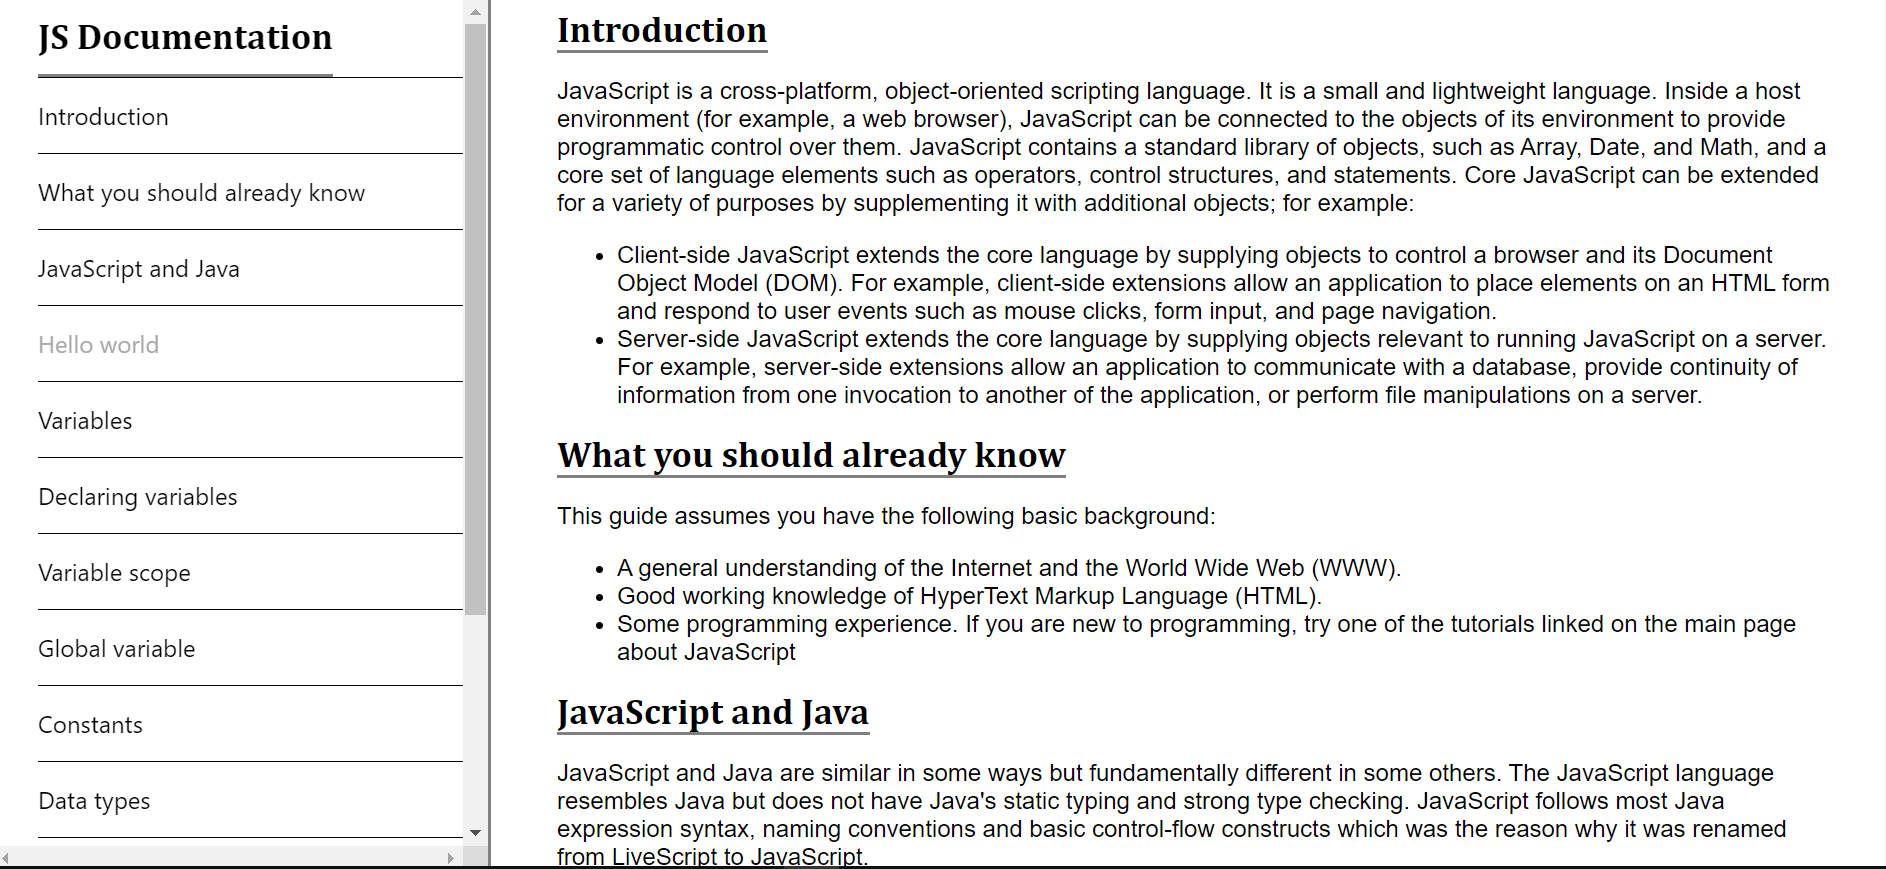 JS Documentation
Introduction
What you should already know
JavaScript and Java
Hello world
Variables
Declaring variables
Variable scope
Global variable
Constants
Data types
Introduction
JavaScript is a cross-platform, object-oriented scripting language. It is a small and lightweight language. Inside a host
environment (for example, a web browser), JavaScript can be connected to the objects of its environment to provide
programmatic control over them. JavaScript contains a standard library of objects, such as Array, Date, and Math, and a
core set of language elements such as operators, control structures, and statements. Core JavaScript can be extended
for a variety of purposes by supplementing it with additional objects; for example:
• Client-side JavaScript extends the core language by supplying objects to control a browser and its Document
Object Model (DOM). For example, client-side extensions allow an application to place elements on an HTML form
and respond to user events such as mouse clicks, form input, and page navigation.
• Server-side JavaScript extends the core language by supplying objects relevant to running JavaScript on a server.
For example, server-side extensions allow an application to communicate with a database, provide continuity of
information from one invocation to another of the application, or perform file manipulations on a server.
What you should already know
This guide assumes you have the following basic background:
• A general understanding of the Internet and the World Wide Web (WWW).
• Good working knowledge of HyperText Markup Language (HTML).
• Some programming experience. If you are new to programming, try one of the tutorials linked on the main page
about JavaScript
JavaScript and Java
JavaScript and Java are similar in some ways but fundamentally different in some others. The JavaScript language
resembles Java but does not have Java's static typing and strong type checking. JavaScript follows most Java
expression syntax, naming conventions and basic control-flow constructs which was the reason why it was renamed
from LiveScript to JavaScript.